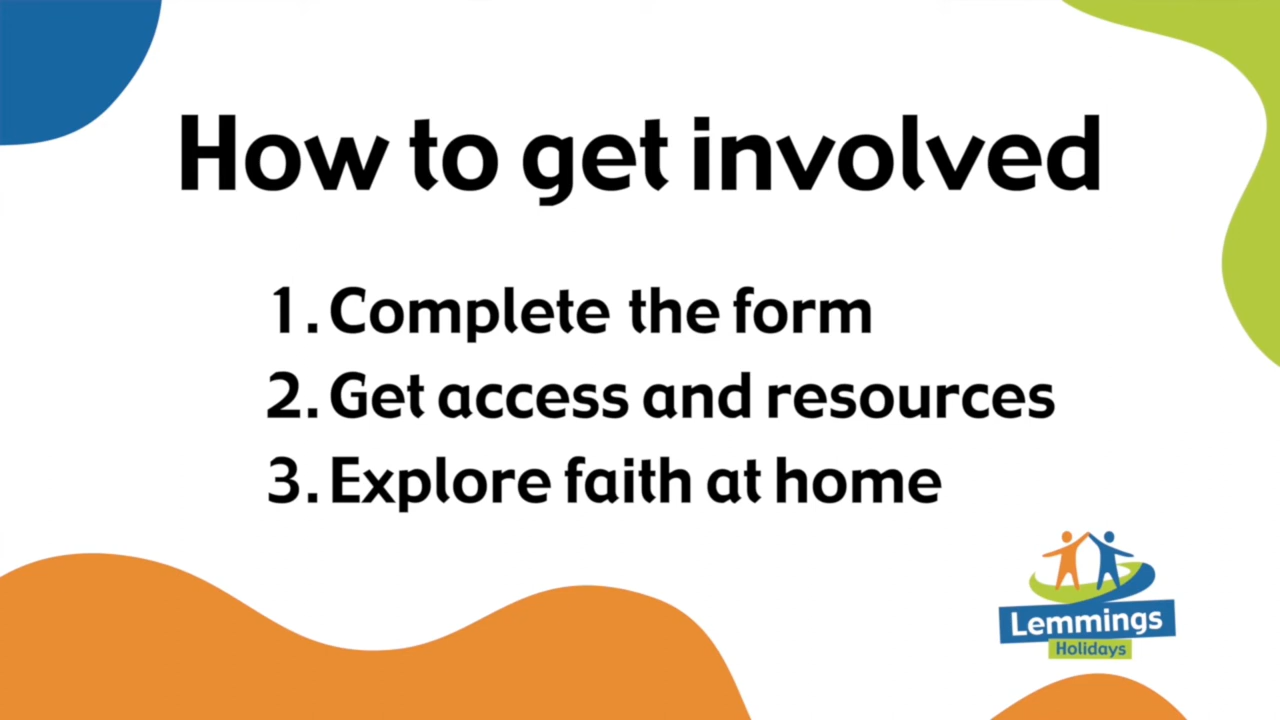 How to get involved
1. Complete the form
2. Get access and resources
3. Explore faith at home
Lemmings
Holidays